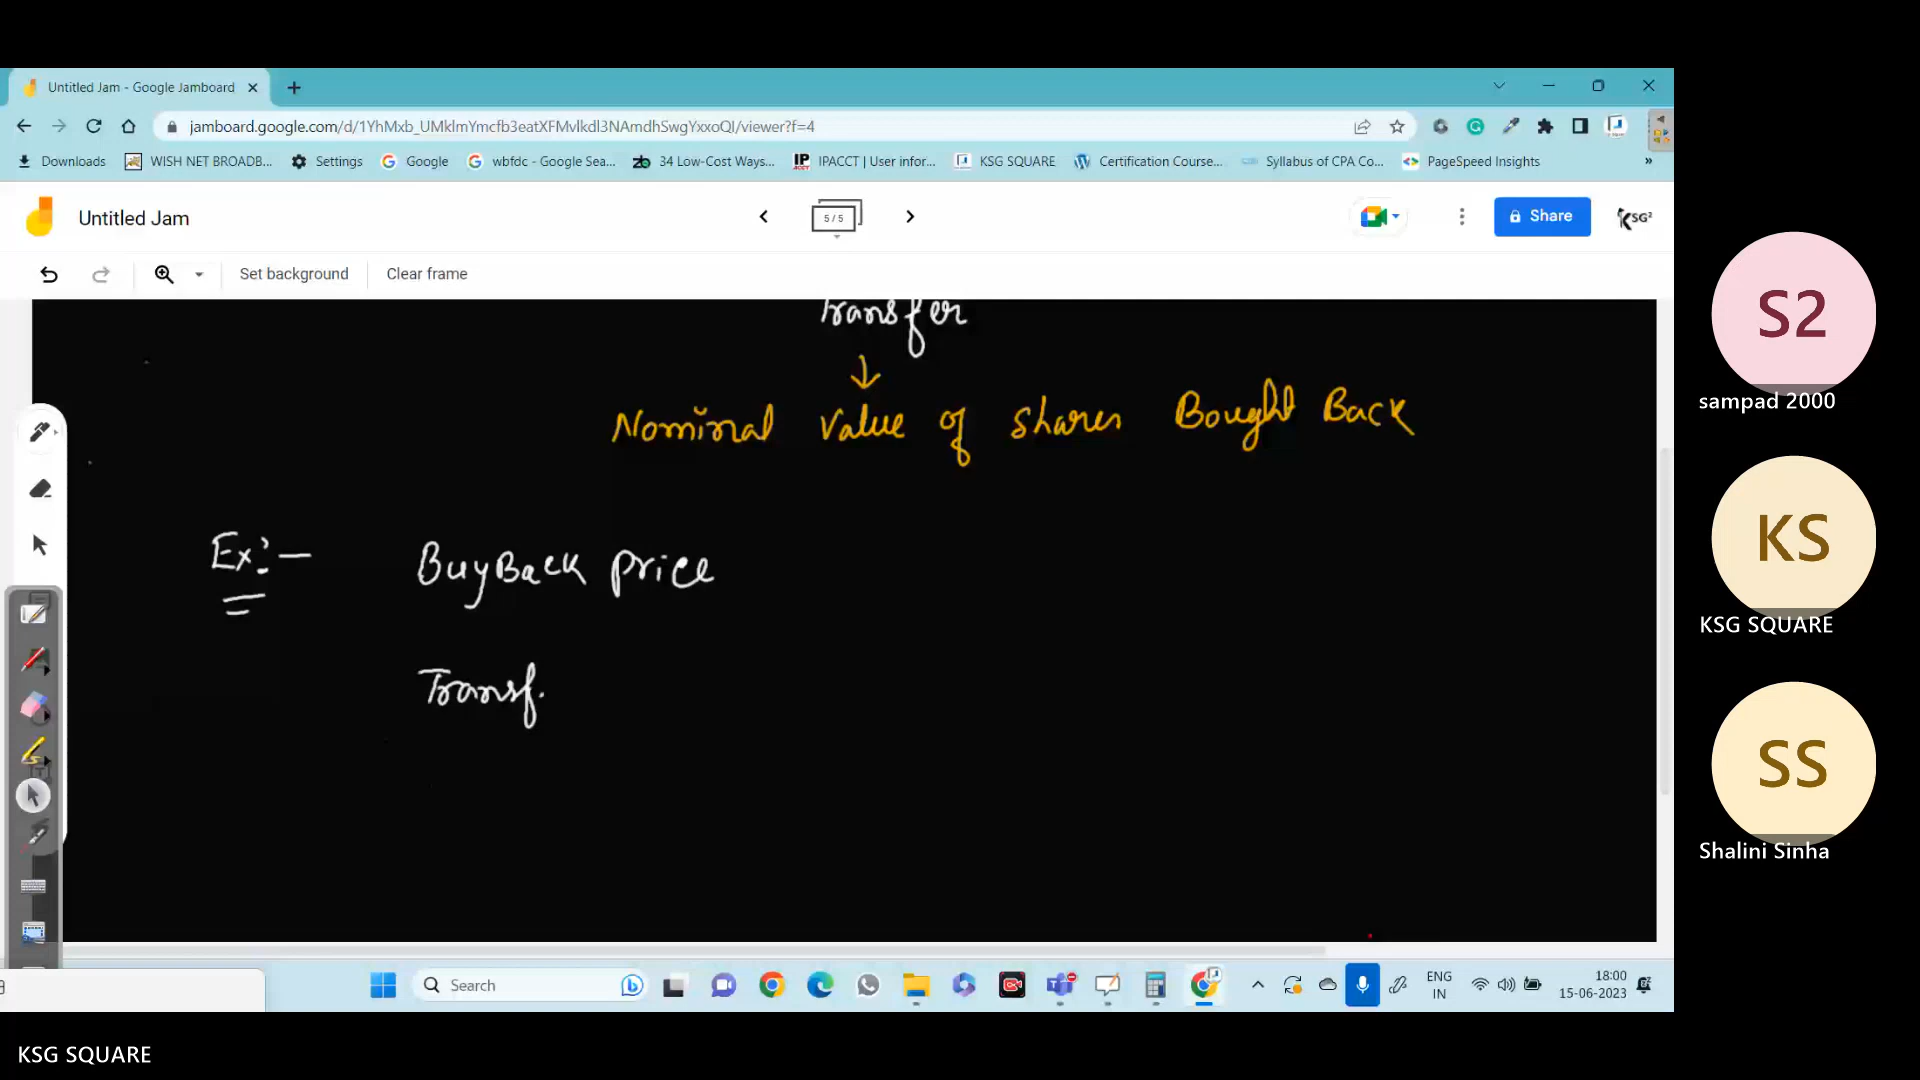 Untitled Jam - Google Jamboard
jamboard.google.com/d/1YhMxb_UMklmYmcfb3eatXFMvlkdl3NAmdhSwgYxxoQI/viewer?f=4
Downloads WISH NET BROADB... Settings Google wbfdc - Google Sea... 34 Low-Cost Ways... IPACCT | User infor... KSG SQUARE Certification Course... Syllabus of CPA Co... PageSpeed Insights »
Untitled Jam 5 / 5 Share KSG²
Set background Clear frame
Transfer
Nominal Value of Shares Bought Back
Ex:- BuyBack price
Transf.
S2
sampad 2000
KS
KSG SQUARE
SS
Shalini Sinha
Search ENG IN 18:00 15-06-2023
KSG SQUARE